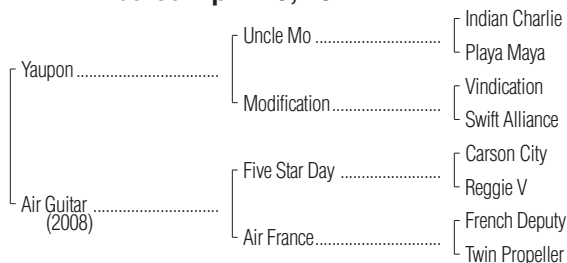 Indian Charlie
Uncle Mo
Playa Maya
Yaupon
Vindication
Modification
Swift Alliance
Carson City
Five Star Day
Reggie V
Air Guitar
(2008)
French Deputy
Air France
Twin Propeller